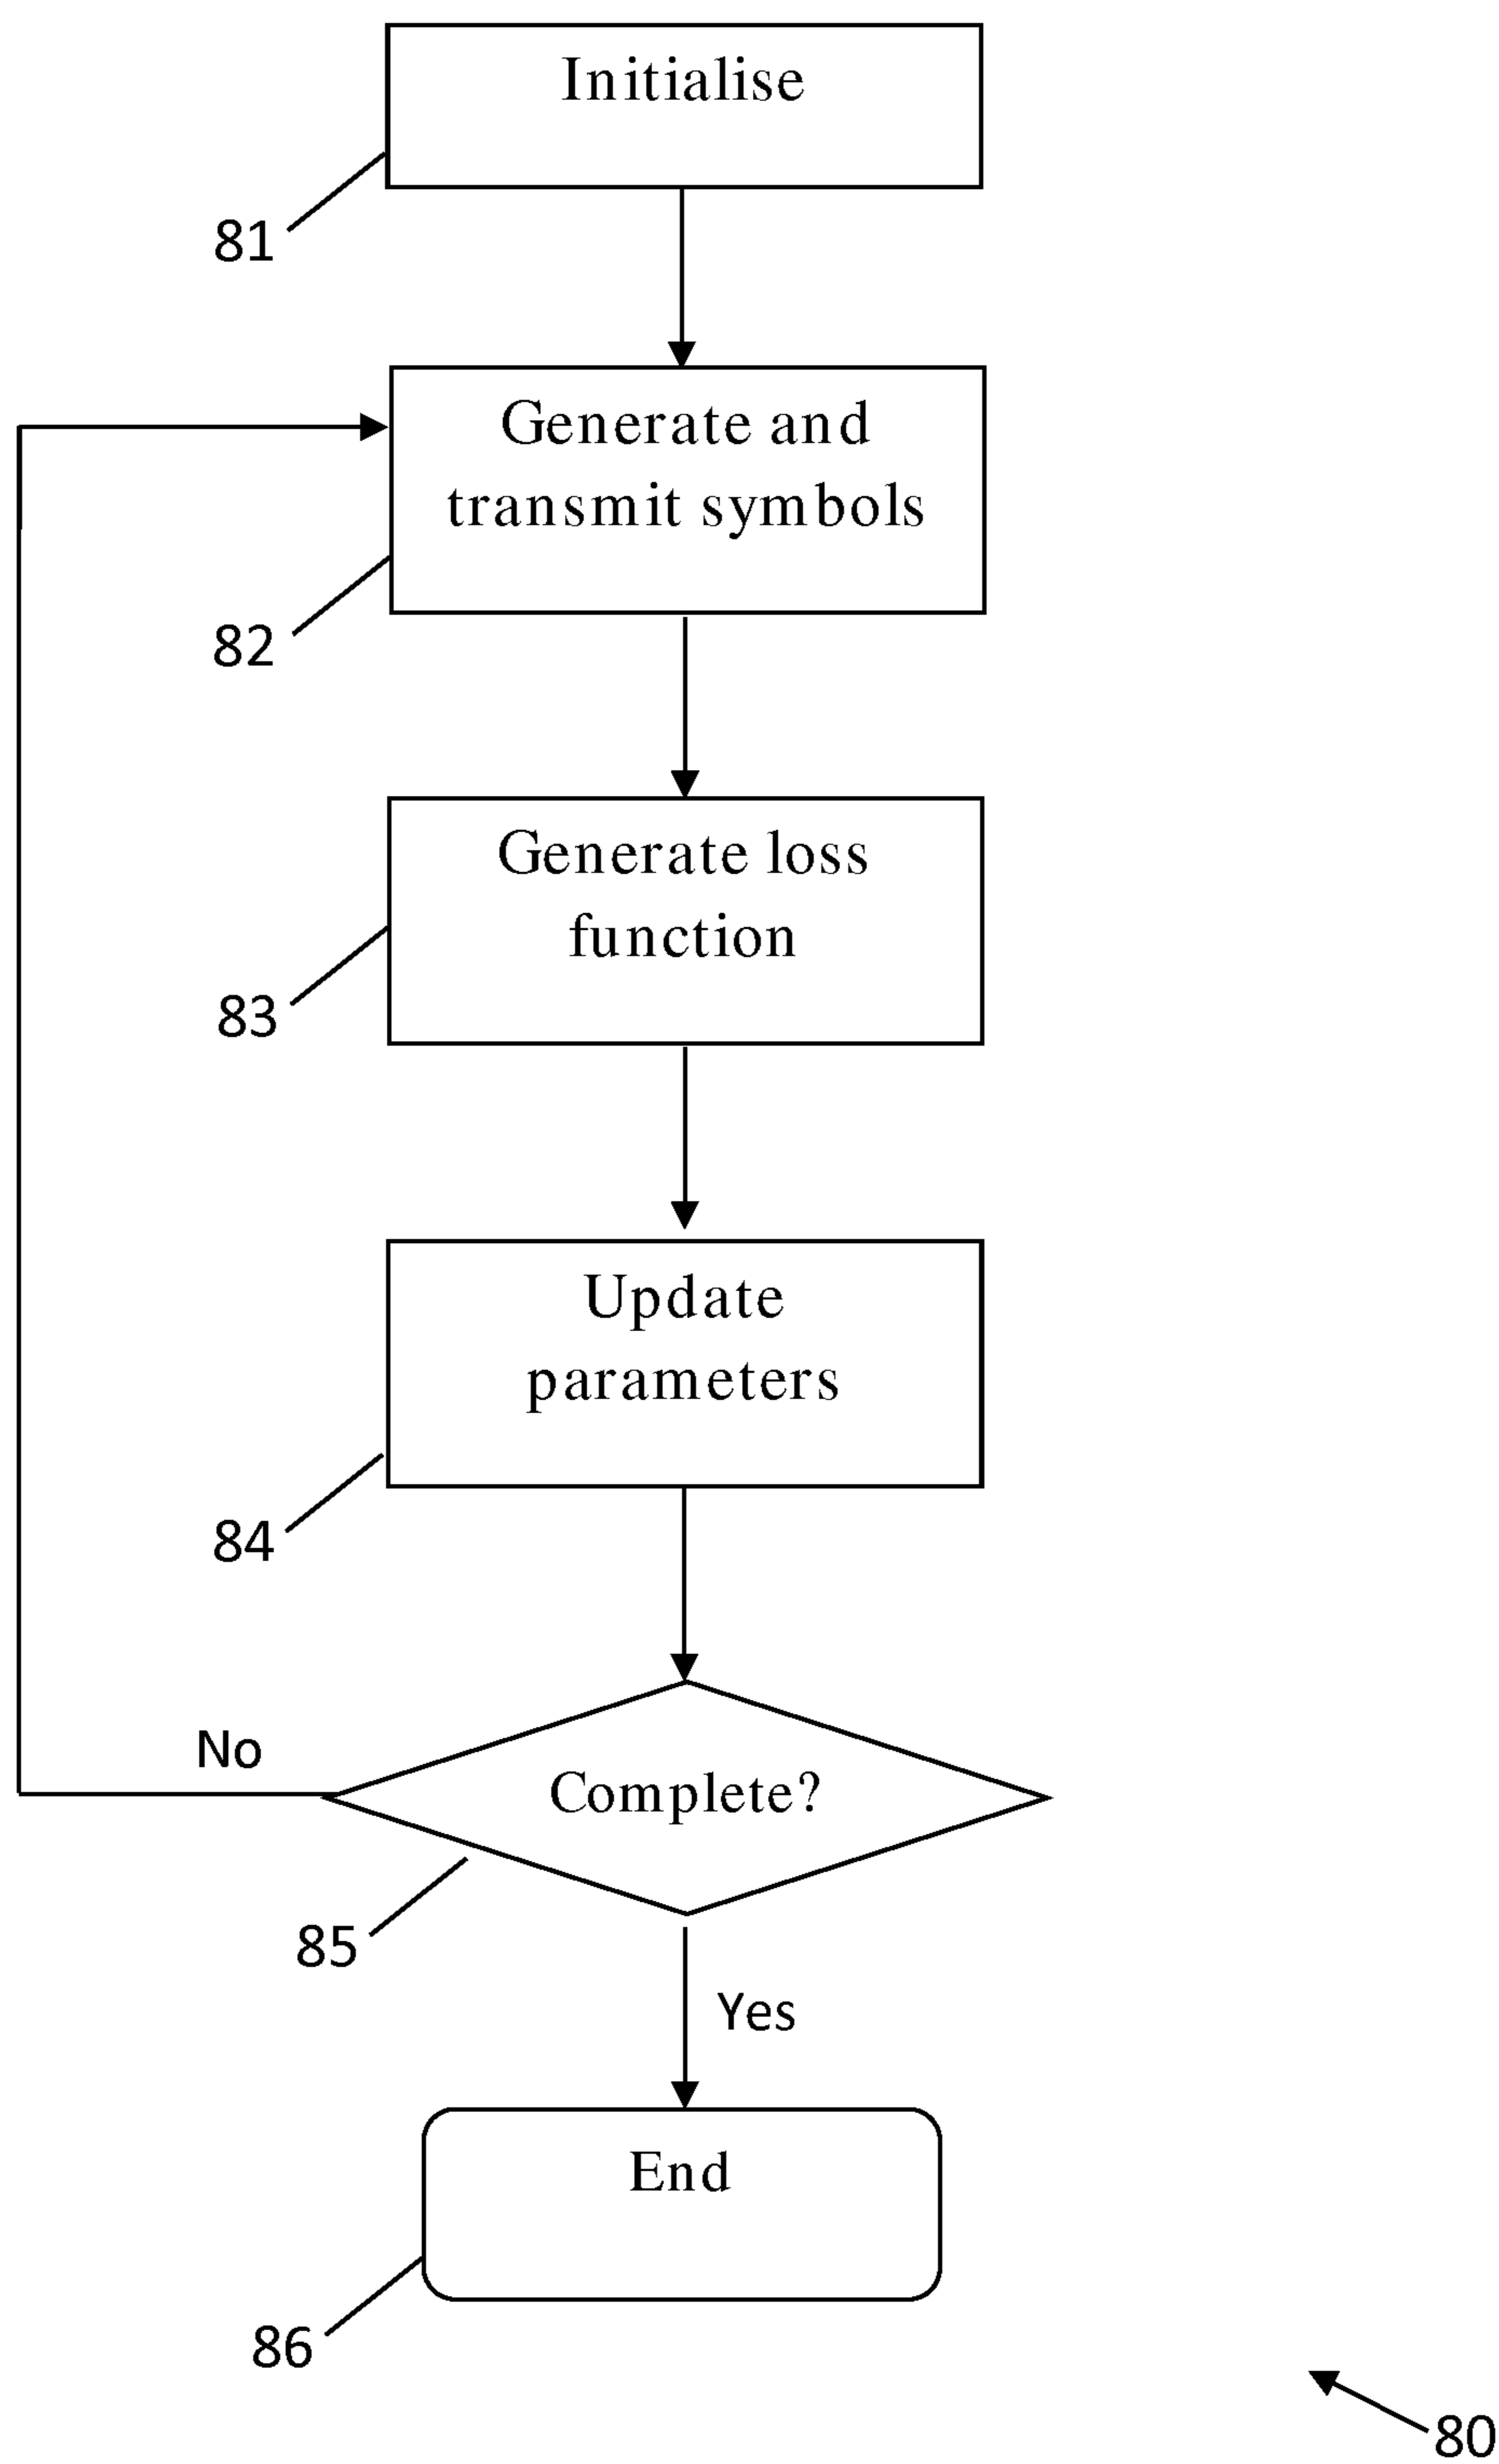 Initialise
81
Generate and
transmit symbols
82
Generate loss
function
83
Update
parameters
84
No
Complete?
85
Yes
End
86
80